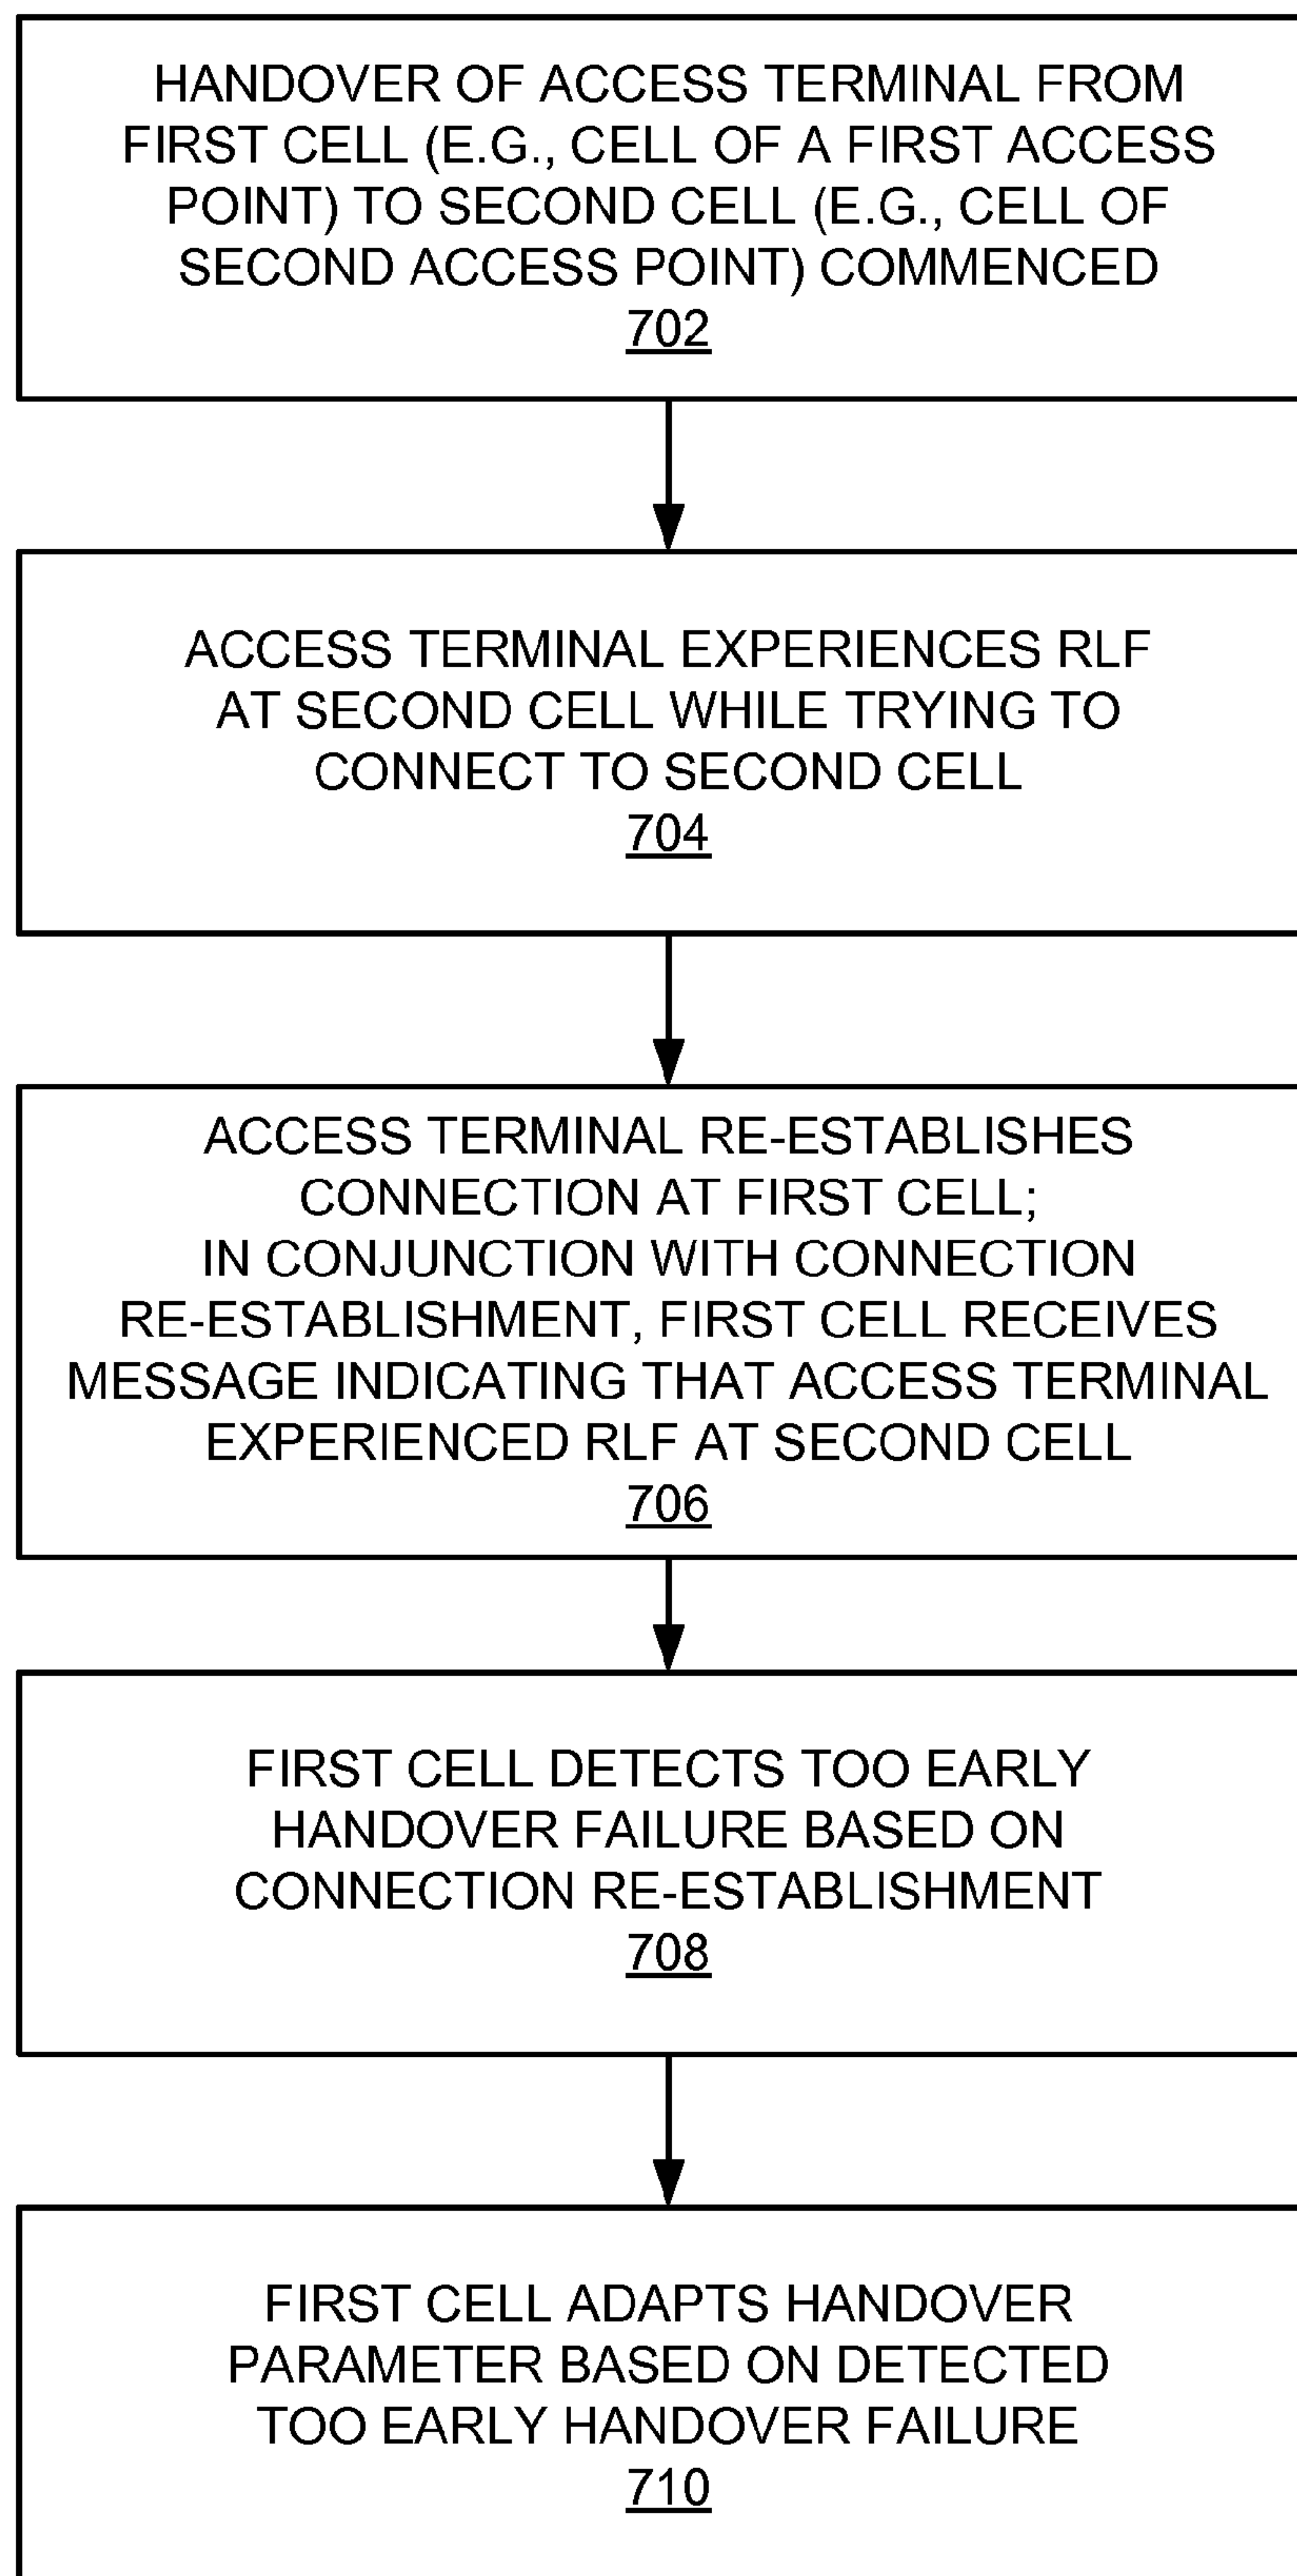 HANDOVER OF ACCESS TERMINAL FROM
FIRST CELL (E.G., CELL OF A FIRST ACCESS
POINT) TO SECOND CELL (E.G., CELL OF
SECOND ACCESS POINT) COMMENCED
702
ACCESS TERMINAL EXPERIENCES RLF
AT SECOND CELL WHILE TRYING TO
CONNECT TO SECOND CELL
704
ACCESS TERMINAL RE-ESTABLISHES
CONNECTION AT FIRST CELL;
IN CONJUNCTION WITH CONNECTION
RE-ESTABLISHMENT, FIRST CELL RECEIVES
MESSAGE INDICATING THAT ACCESS TERMINAL
EXPERIENCED RLF AT SECOND CELL
706
FIRST CELL DETECTS TOO EARLY
HANDOVER FAILURE BASED ON
CONNECTION RE-ESTABLISHMENT
708
FIRST CELL ADAPTS HANDOVER
PARAMETER BASED ON DETECTED
TOO EARLY HANDOVER FAILURE
710